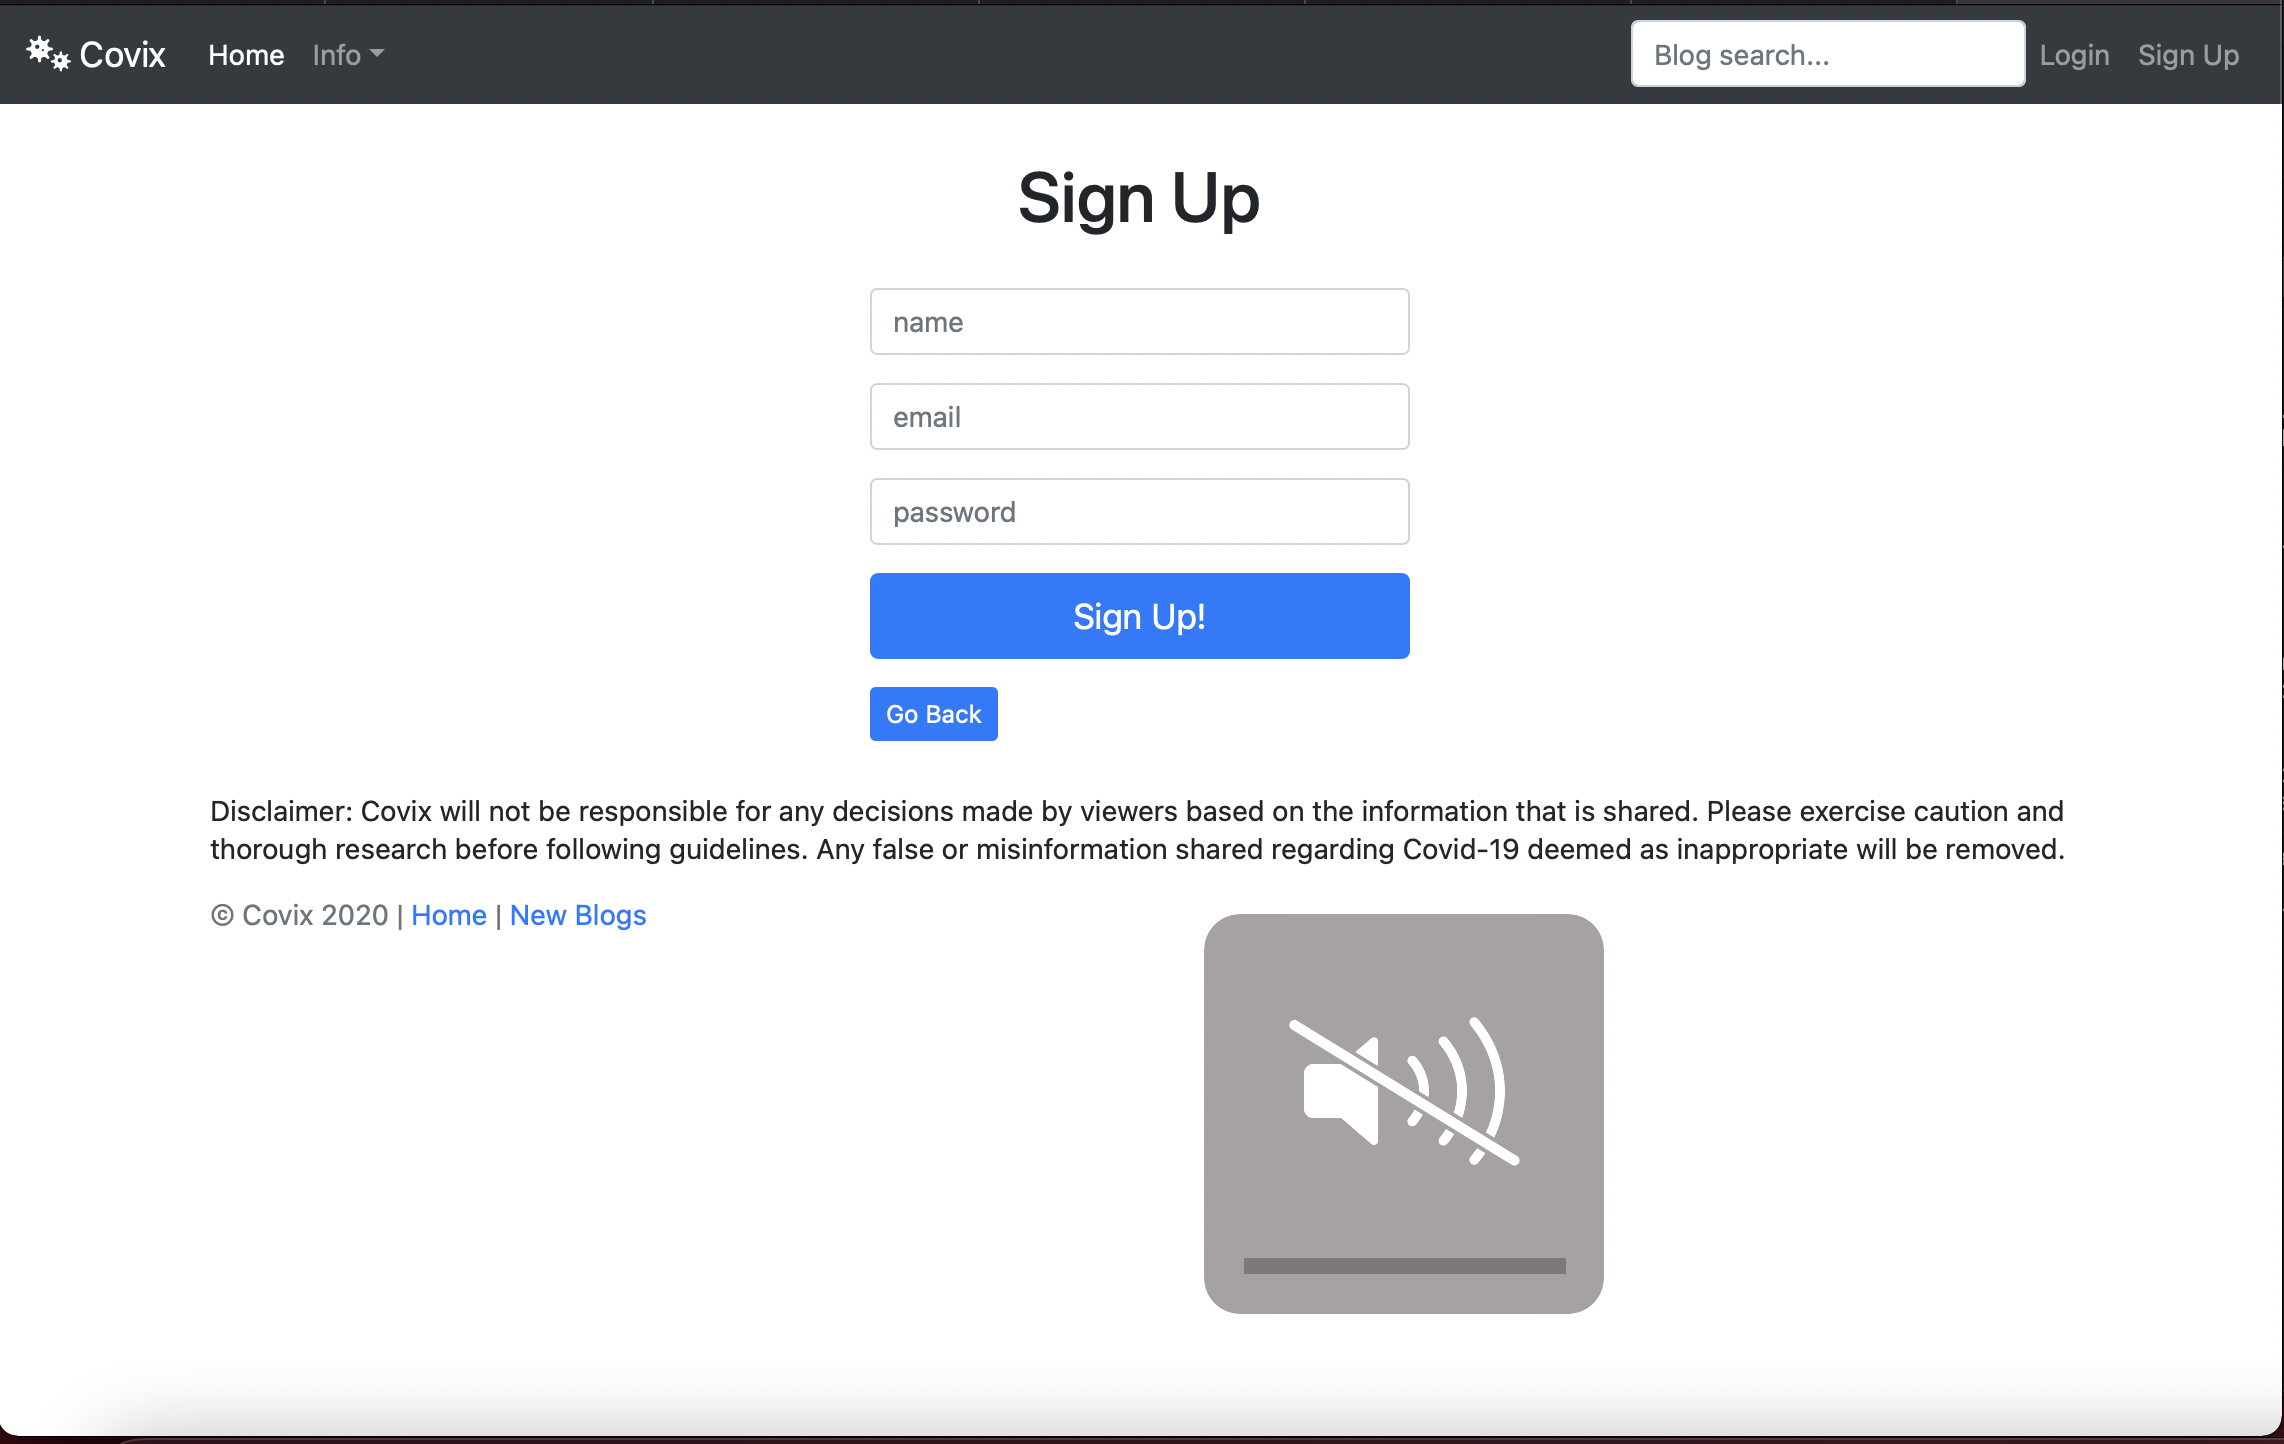 Covix Home Info Blog search... Login Sign Up
Sign Up
name
email
password
Sign Up!
Go Back
Disclaimer: Covix will not be responsible for any decisions made by viewers based on the information that is shared. Please exercise caution and
thorough research before following guidelines. Any false or misinformation shared regarding Covid-19 deemed as inappropriate will be removed.
© Covix 2020 | Home | New Blogs